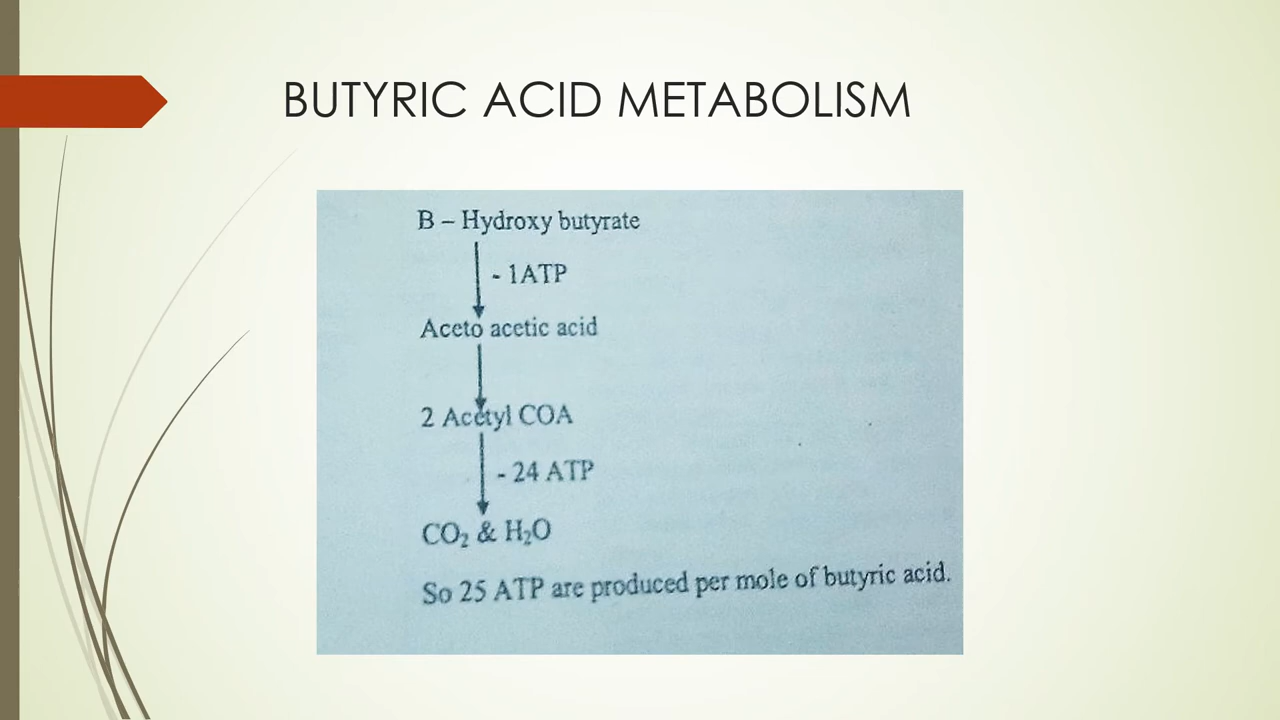 BUTYRIC ACID METABOLISM
B – Hydroxy butyrate
- 1ATP
Aceto acetic acid
2 Acetyl COA
- 24 ATP
CO₂ & H₂O
So 25 ATP are produced per mole of butyric acid.